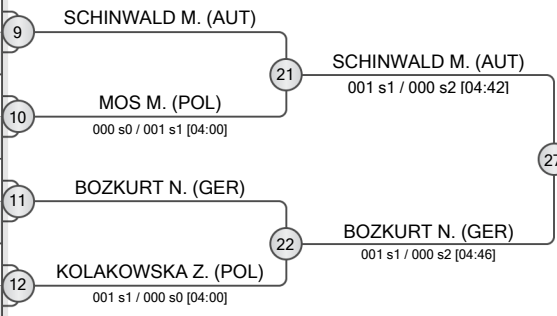 SCHINWALD M. (AUT)
9
21
SCHINWALD M. (AUT)
001 s1 / 000 s2 [04:42]
MOS M. (POL)
10
000 s0 / 001 s1 [04:00]
27
BOZKURT N. (GER)
11
22
BOZKURT N. (GER)
001 s1 / 000 s2 [04:46]
KOLAKOWSKA Z. (POL)
12
001 s1 / 000 s0 [04:00]